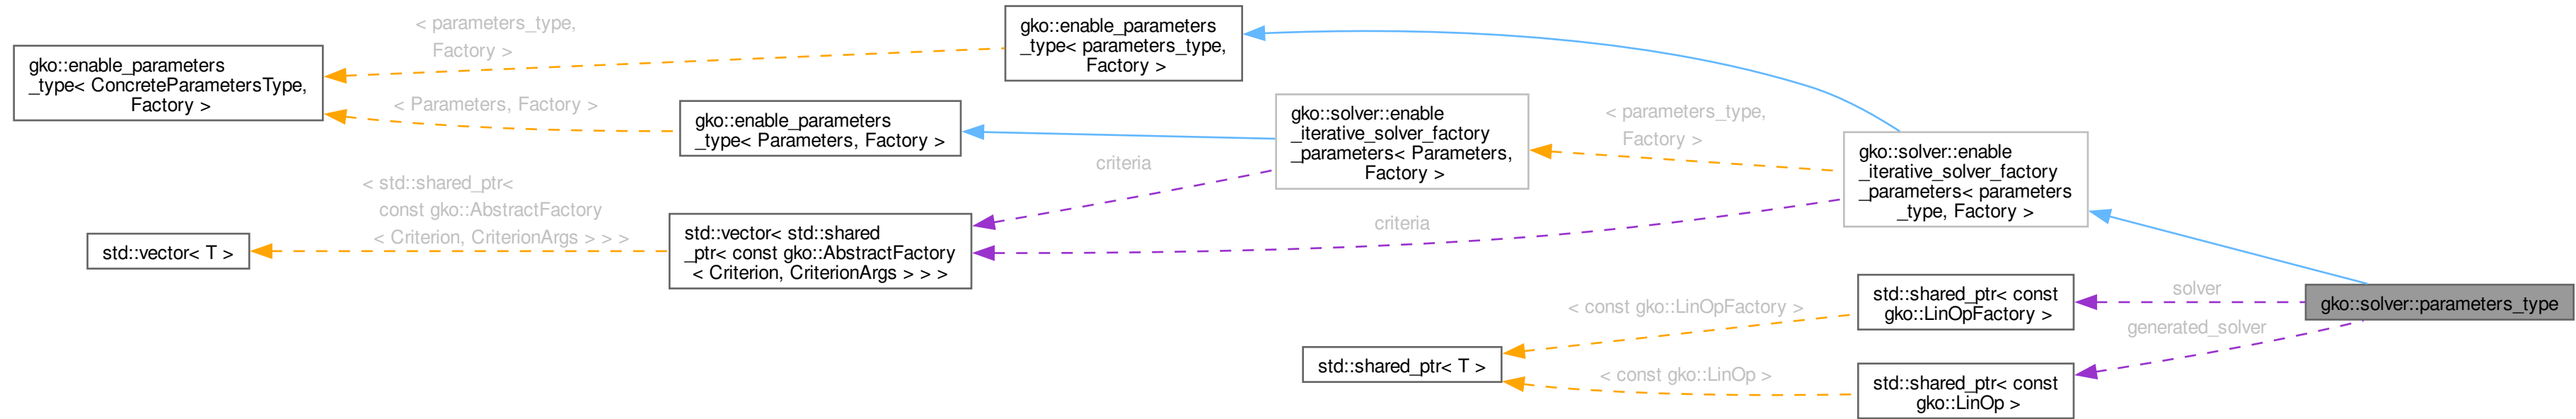 < parameters_type,
Factory >
gko::enable_parameters
_type< parameters_type,
Factory >
gko::enable_parameters
_type< ConcreteParametersType,
Factory >
< Parameters, Factory >
gko::enable_parameters
_type< Parameters, Factory >
gko::solver::enable
_iterative_solver_factory
_parameters< Parameters,
Factory >
< parameters_type,
Factory >
gko::solver::enable
_iterative_solver_factory
_parameters< parameters
_type, Factory >
criteria
< std::shared_ptr<
const gko::AbstractFactory
< Criterion, CriterionArgs > > >
std::vector< T >
std::vector< std::shared
_ptr< const gko::AbstractFactory
< Criterion, CriterionArgs > > >
criteria
< const gko::LinOpFactory >
std::shared_ptr< const
gko::LinOpFactory >
solver
gko::solver::parameters_type
generated_solver
std::shared_ptr< T >
< const gko::LinOp >
std::shared_ptr< const
gko::LinOp >